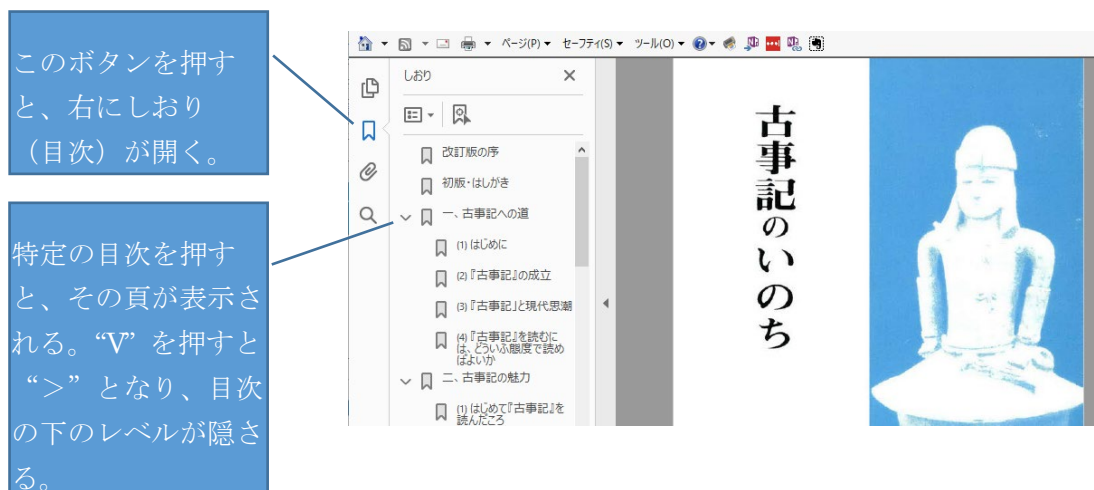 このボタンを押す
と、右にしおり
（目次）が開く。
特定の目次を押す
と、その頁が表示さ
れる。“V”を押すと
“＞”となり、目次
の下のレベルが隠さ
る。
ページ(P) セーフティ(S) ツール(O)
しおり
改訂版の序
初版・はしがき
一、古事記への道
(1) はじめに
(2)『古事記』の成立
(3)『古事記』と現代思潮
(4)『古事記』を読むに
は、どういふ態度で読め
ばよいか
二、古事記の魅力
(1) はじめて『古事記』を
読んだころ
古事記のいのち